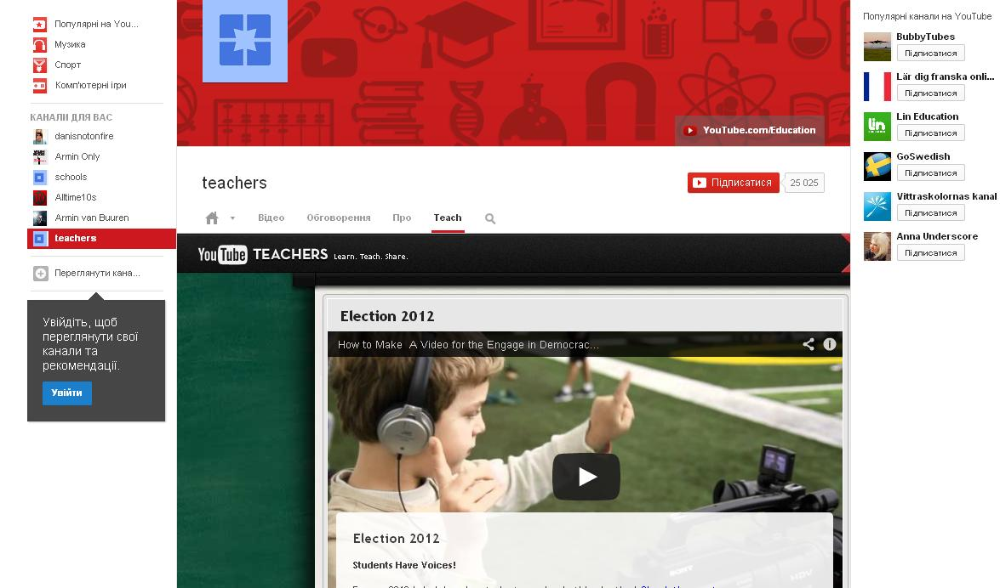 Популярні на You...
Музика
Спорт
Комп'ютерні ігри
КАНАЛИ ДЛЯ ВАС
danisnotonfire
Armin Only
schools
Alltime10s
Armin van Buuren
teachers
Переглянути кана...
Увійдіть, щоб
переглянути свої
канали та
рекомендації.
Увійти
YouTube.com/Education
teachers
Підписатися
25 025
Відео
Обговорення
Про
Teach
YouTube TEACHERS Learn. Teach. Share.
Election 2012
How to Make A Video for the Engage in Democrac...
Election 2012
Students Have Voices!
Популярні канали на YouTube
BubbyTubes
Підписатися
Lär dig franska onli...
Підписатися
lin
Lin Education
Підписатися
GoSwedish
Підписатися
Vittraskolornas kanal
Підписатися
Anna Underscore
Підписатися
SONY
HDV